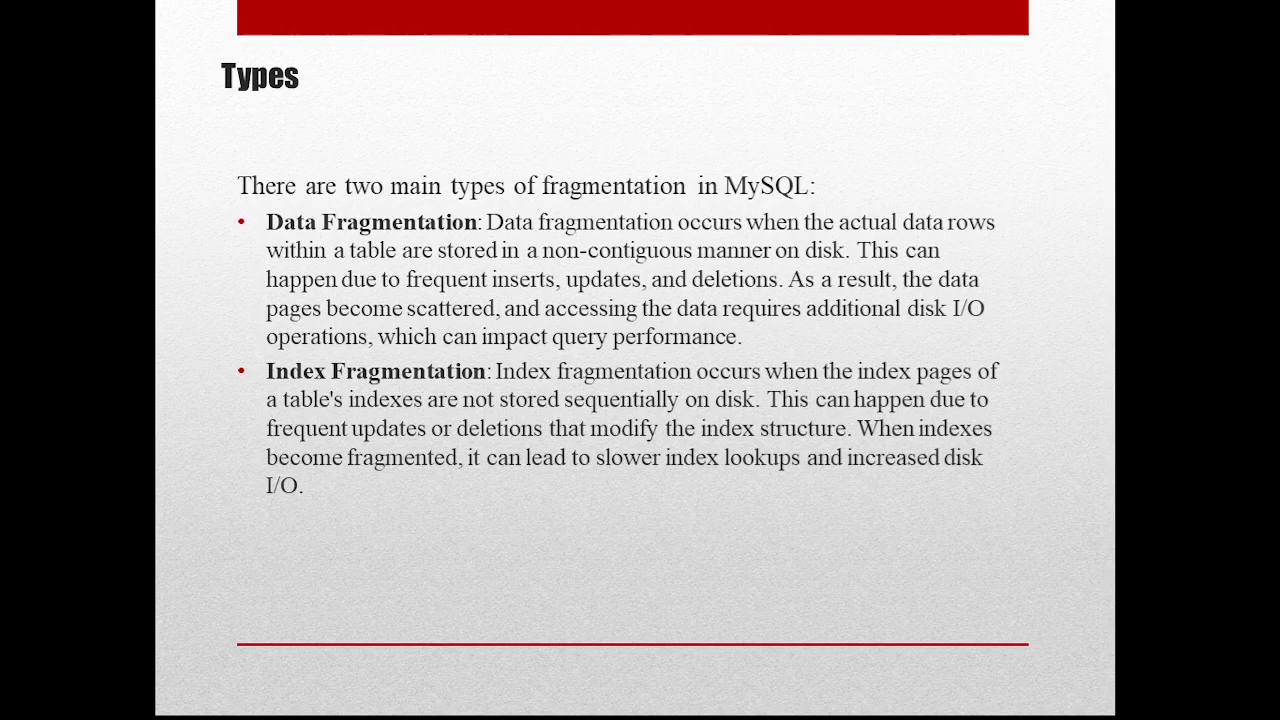 Types
There are two main types of fragmentation in MySQL:
• Data Fragmentation: Data fragmentation occurs when the actual data rows
within a table are stored in a non-contiguous manner on disk. This can
happen due to frequent inserts, updates, and deletions. As a result, the data
pages become scattered, and accessing the data requires additional disk I/O
operations, which can impact query performance.
• Index Fragmentation: Index fragmentation occurs when the index pages of
a table's indexes are not stored sequentially on disk. This can happen due to
frequent updates or deletions that modify the index structure. When indexes
become fragmented, it can lead to slower index lookups and increased disk
I/O.